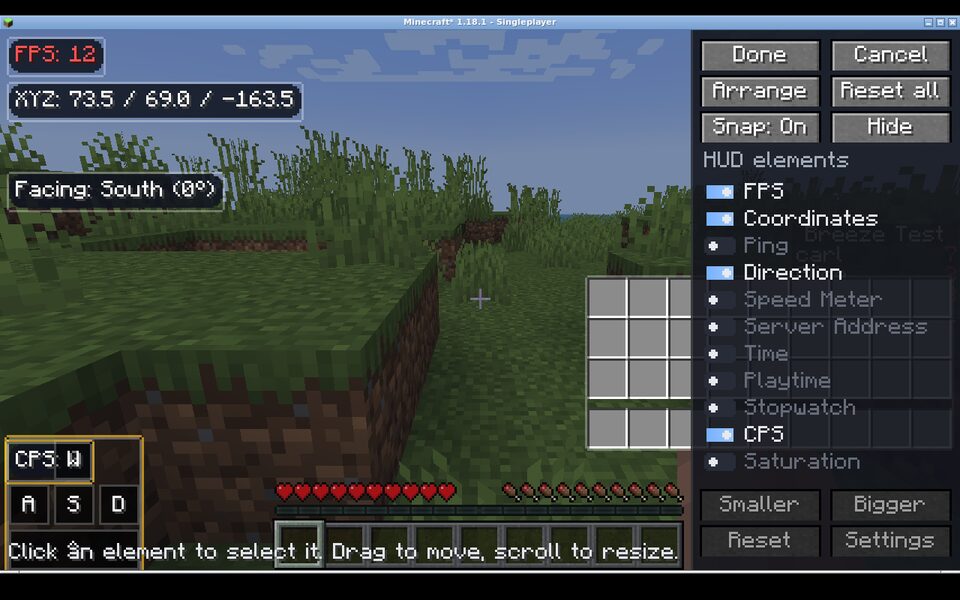 Minecraft* 1.18.1 - Singleplayer
FPS: 12
XYZ: 73.5 / 69.0 / -163.5
Facing: South (0°)
Done
Cancel
Arrange
Reset all
Snap: On
Hide
HUD elements
FPS
Coordinates
Ping
Direction
Speed Meter
Server Address
Time
Playtime
Stopwatch
CPS
Saturation
Breeze Test
carl
Smaller
Bigger
Reset
Settings
CPS: W
A S D
Click an element to select it. Drag to move, scroll to resize.